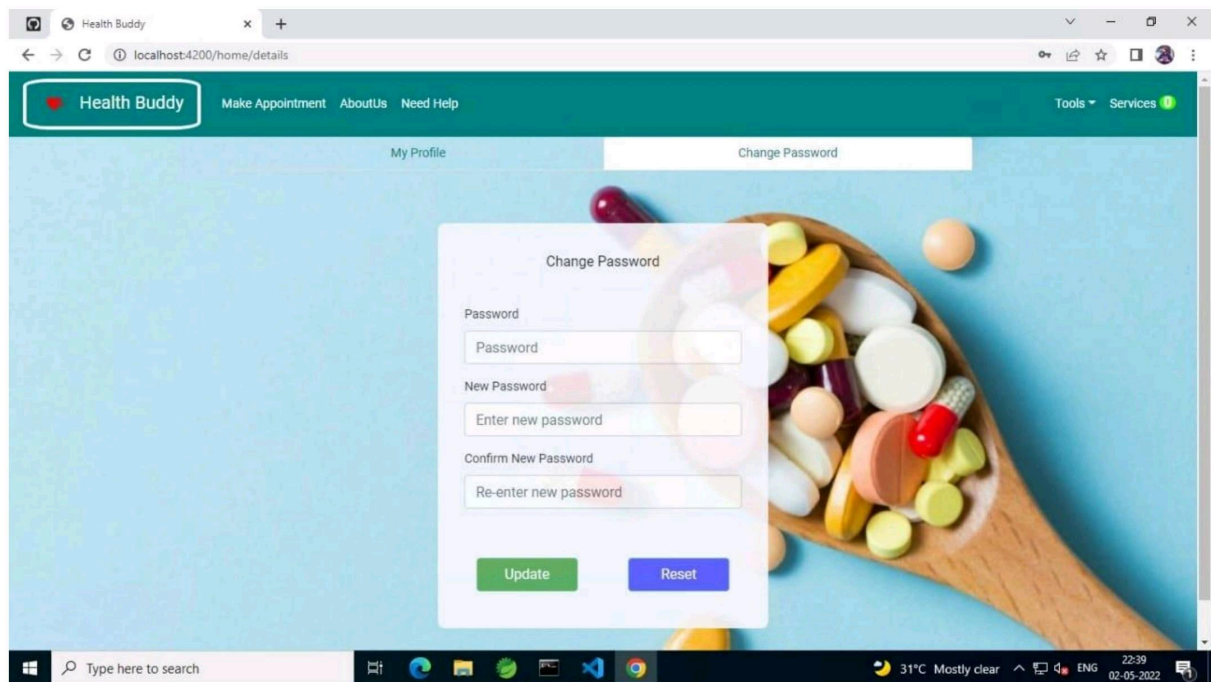 Health Buddy
localhost:4200/home/details
Health Buddy Make Appointment AboutUs Need Help Tools Services 0
My Profile Change Password
Change Password
Password
Password
New Password
Enter new password
Confirm New Password
Re-enter new password
Update Reset
Type here to search 31°C Mostly clear ENG 22:39
02-05-2022